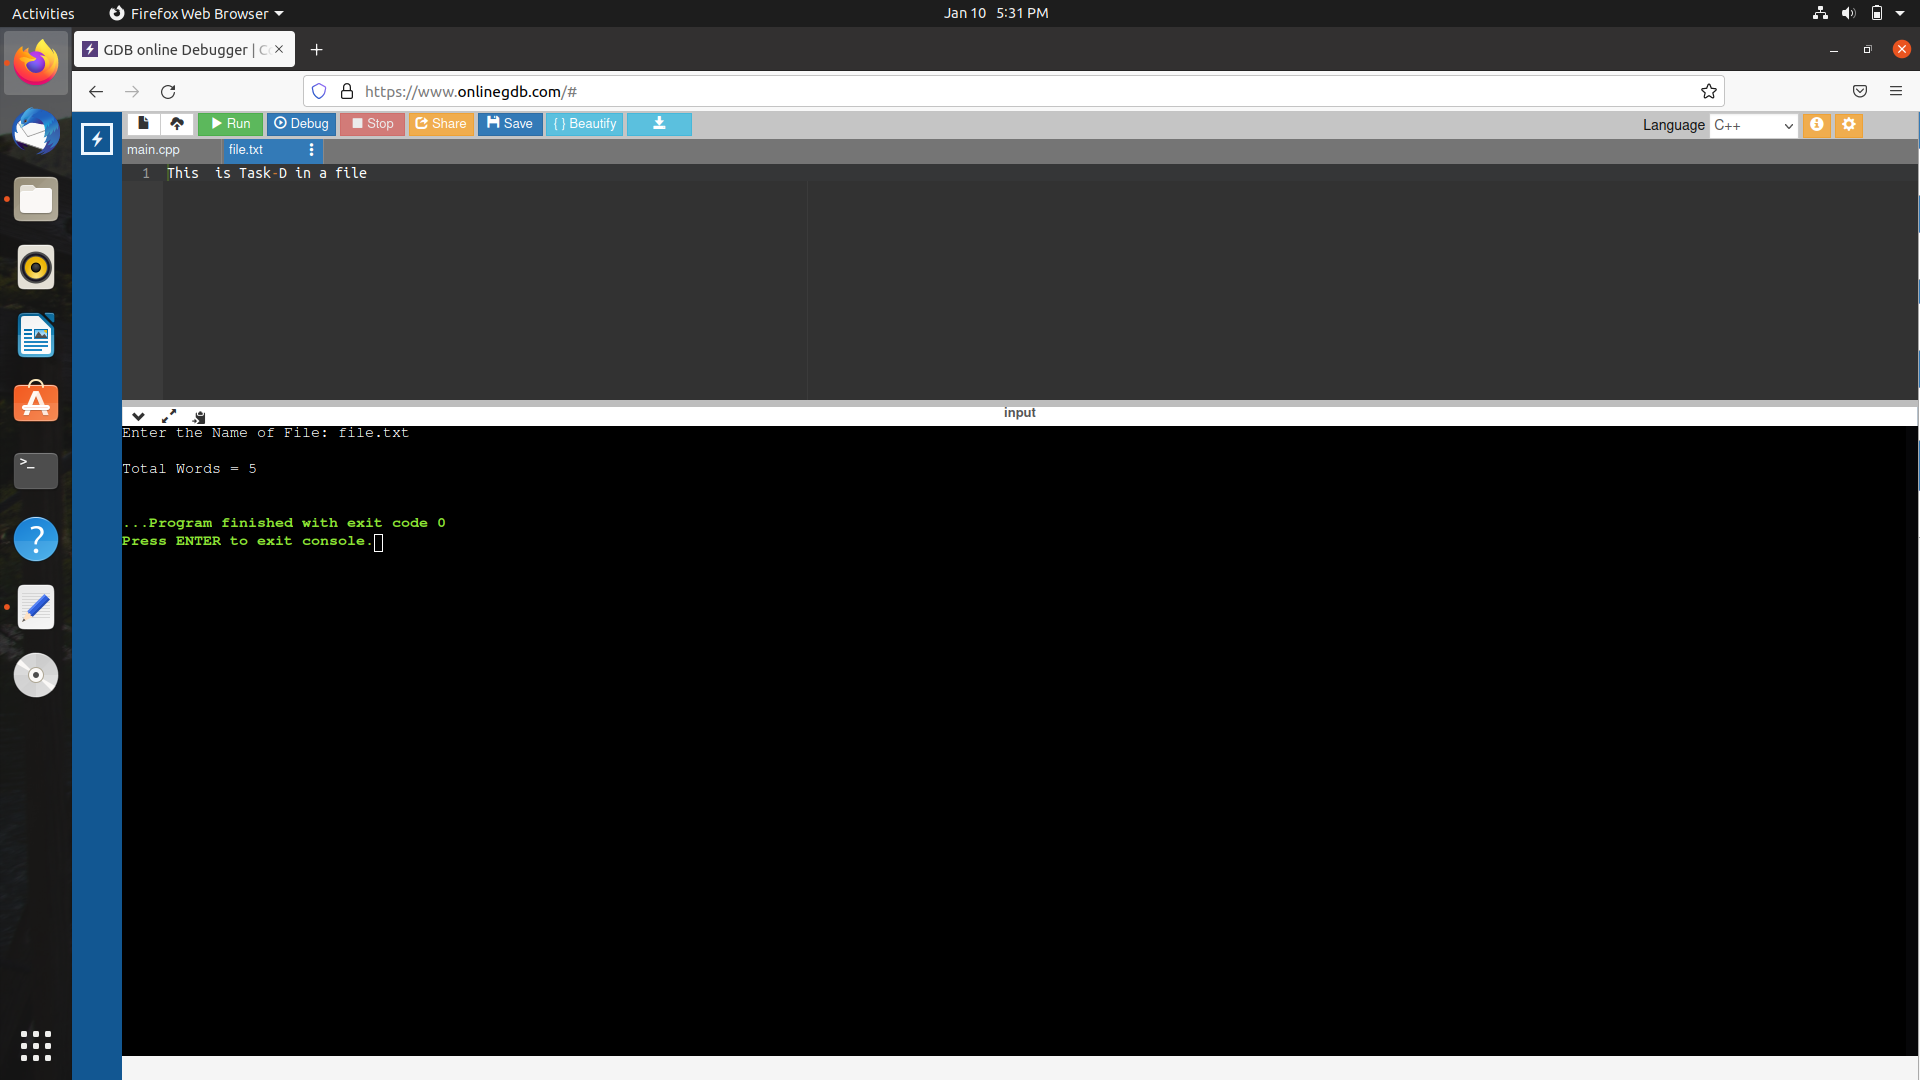 Activities Firefox Web Browser Jan 10 5:31 PM
GDB online Debugger | C
https://www.onlinegdb.com/#
Run Debug Stop Share Save { } Beautify Language C++
main.cpp file.txt
1 This  is Task-D in a file
input
Enter the Name of File: file.txt
Total Words = 5
...Program finished with exit code 0
Press ENTER to exit console.